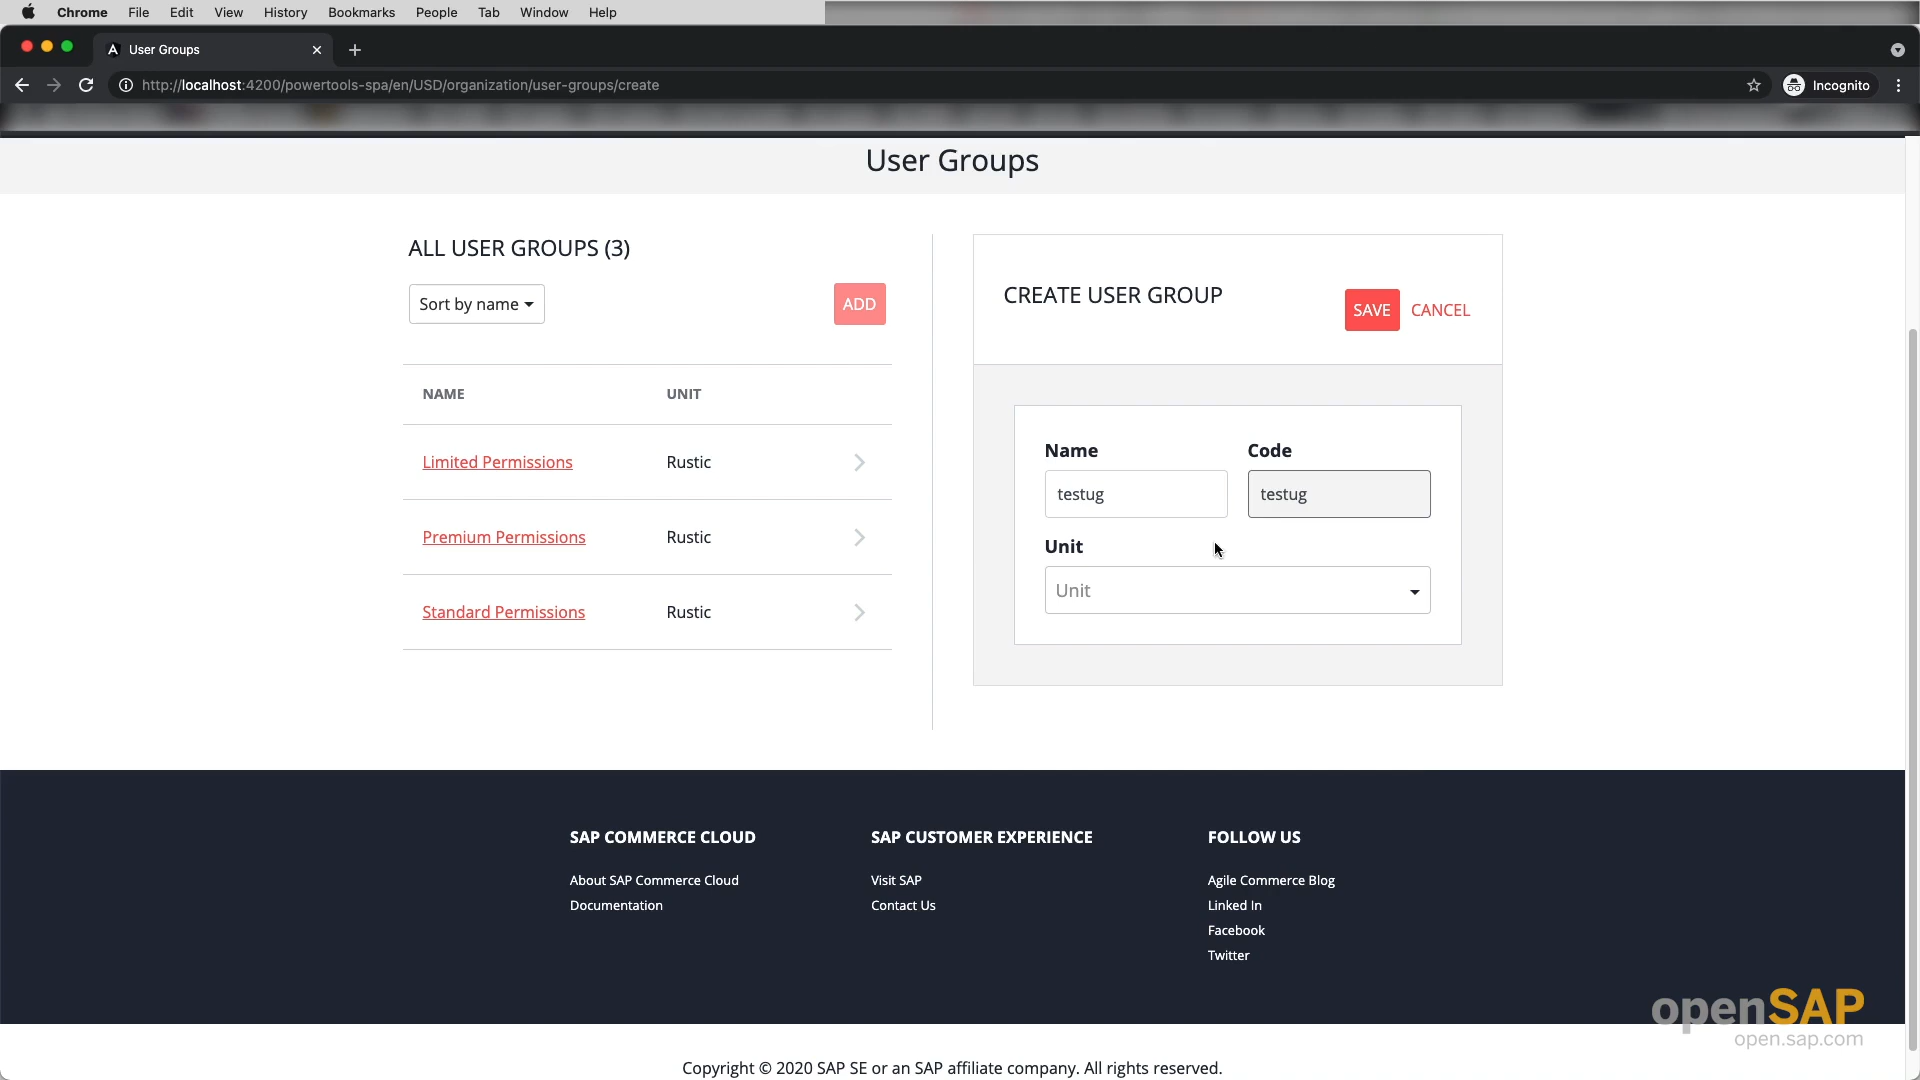 Chrome File Edit View History Bookmarks People Tab Window Help
User Groups
http://localhost:4200/powertools-spa/en/USD/organization/user-groups/create
Incognito
User Groups
ALL USER GROUPS (3)
Sort by name
ADD
NAME UNIT
Limited Permissions Rustic
Premium Permissions Rustic
Standard Permissions Rustic
CREATE USER GROUP
SAVE CANCEL
Name Code
testug testug
Unit
Unit
SAP COMMERCE CLOUD
About SAP Commerce Cloud
Documentation
SAP CUSTOMER EXPERIENCE
Visit SAP
Contact Us
FOLLOW US
Agile Commerce Blog
Linked In
Facebook
Twitter
openSAP
open.sap.com
Copyright © 2020 SAP SE or an SAP affiliate company. All rights reserved.